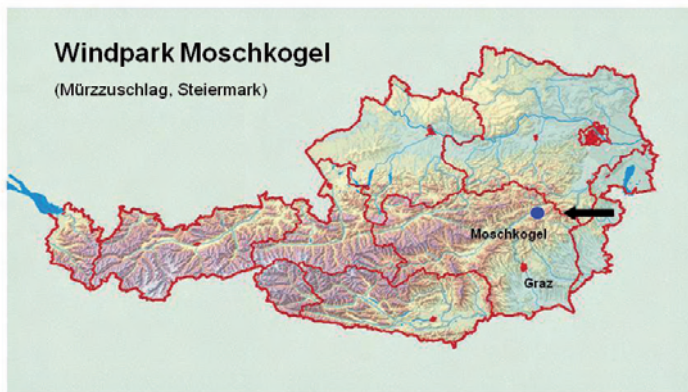 Windpark Moschkogel
(Mürzzuschlag, Steiermark)
Moschkogel
Graz